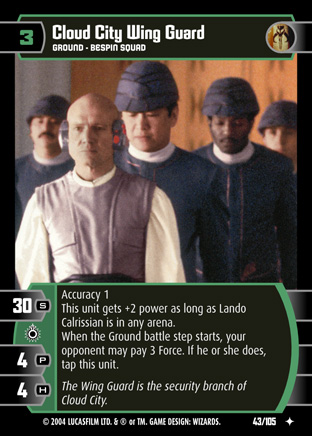 3 Cloud City Wing Guard
GROUND • BESPIN SQUAD
30 S
4 P
4 H
Accuracy 1
This unit gets +2 power as long as Lando
Calrissian is in any arena.
When the Ground battle step starts, your
opponent may pay 3 Force. If he or she does,
tap this unit.
The Wing Guard is the security branch of
Cloud City.
© 2004 LUCASFILM LTD. & ® or TM. GAME DESIGN: WIZARDS. 43/105